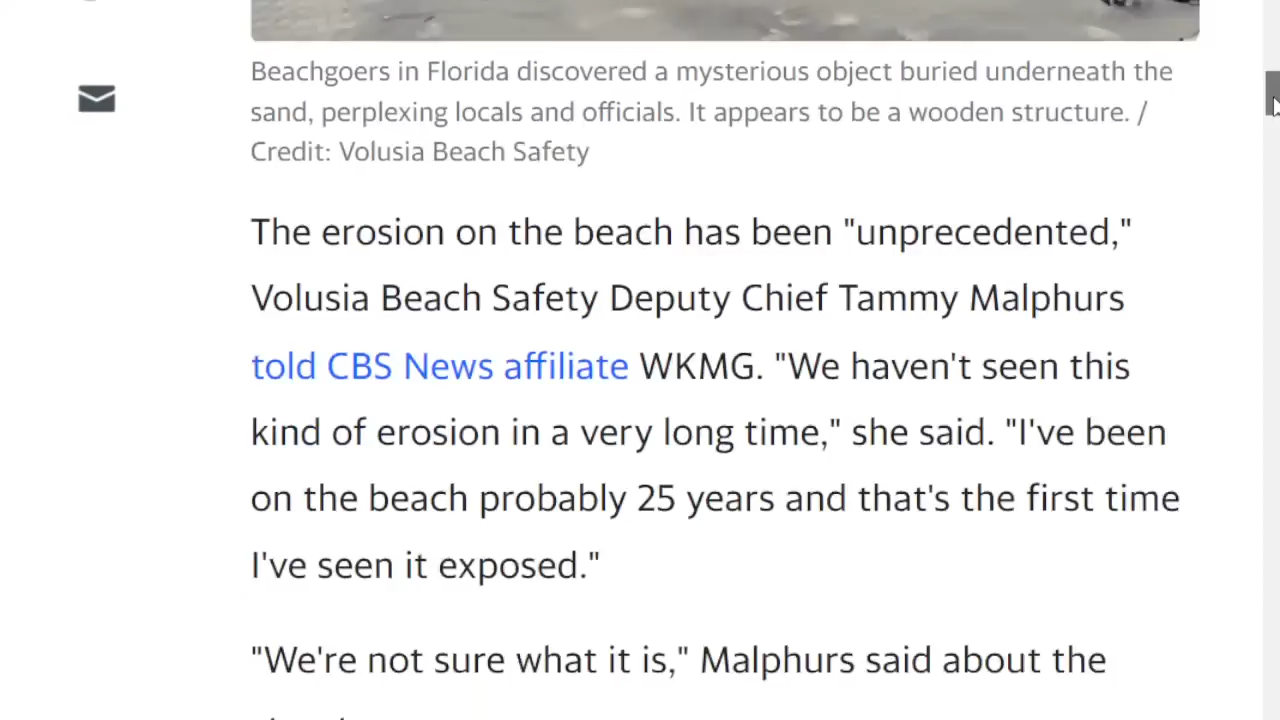 Beachgoers in Florida discovered a mysterious object buried underneath the
sand, perplexing locals and officials. It appears to be a wooden structure. /
Credit: Volusia Beach Safety
The erosion on the beach has been "unprecedented,"
Volusia Beach Safety Deputy Chief Tammy Malphurs
told CBS News affiliate WKMG. "We haven't seen this
kind of erosion in a very long time," she said. "I've been
on the beach probably 25 years and that's the first time
I've seen it exposed."
"We're not sure what it is," Malphurs said about the